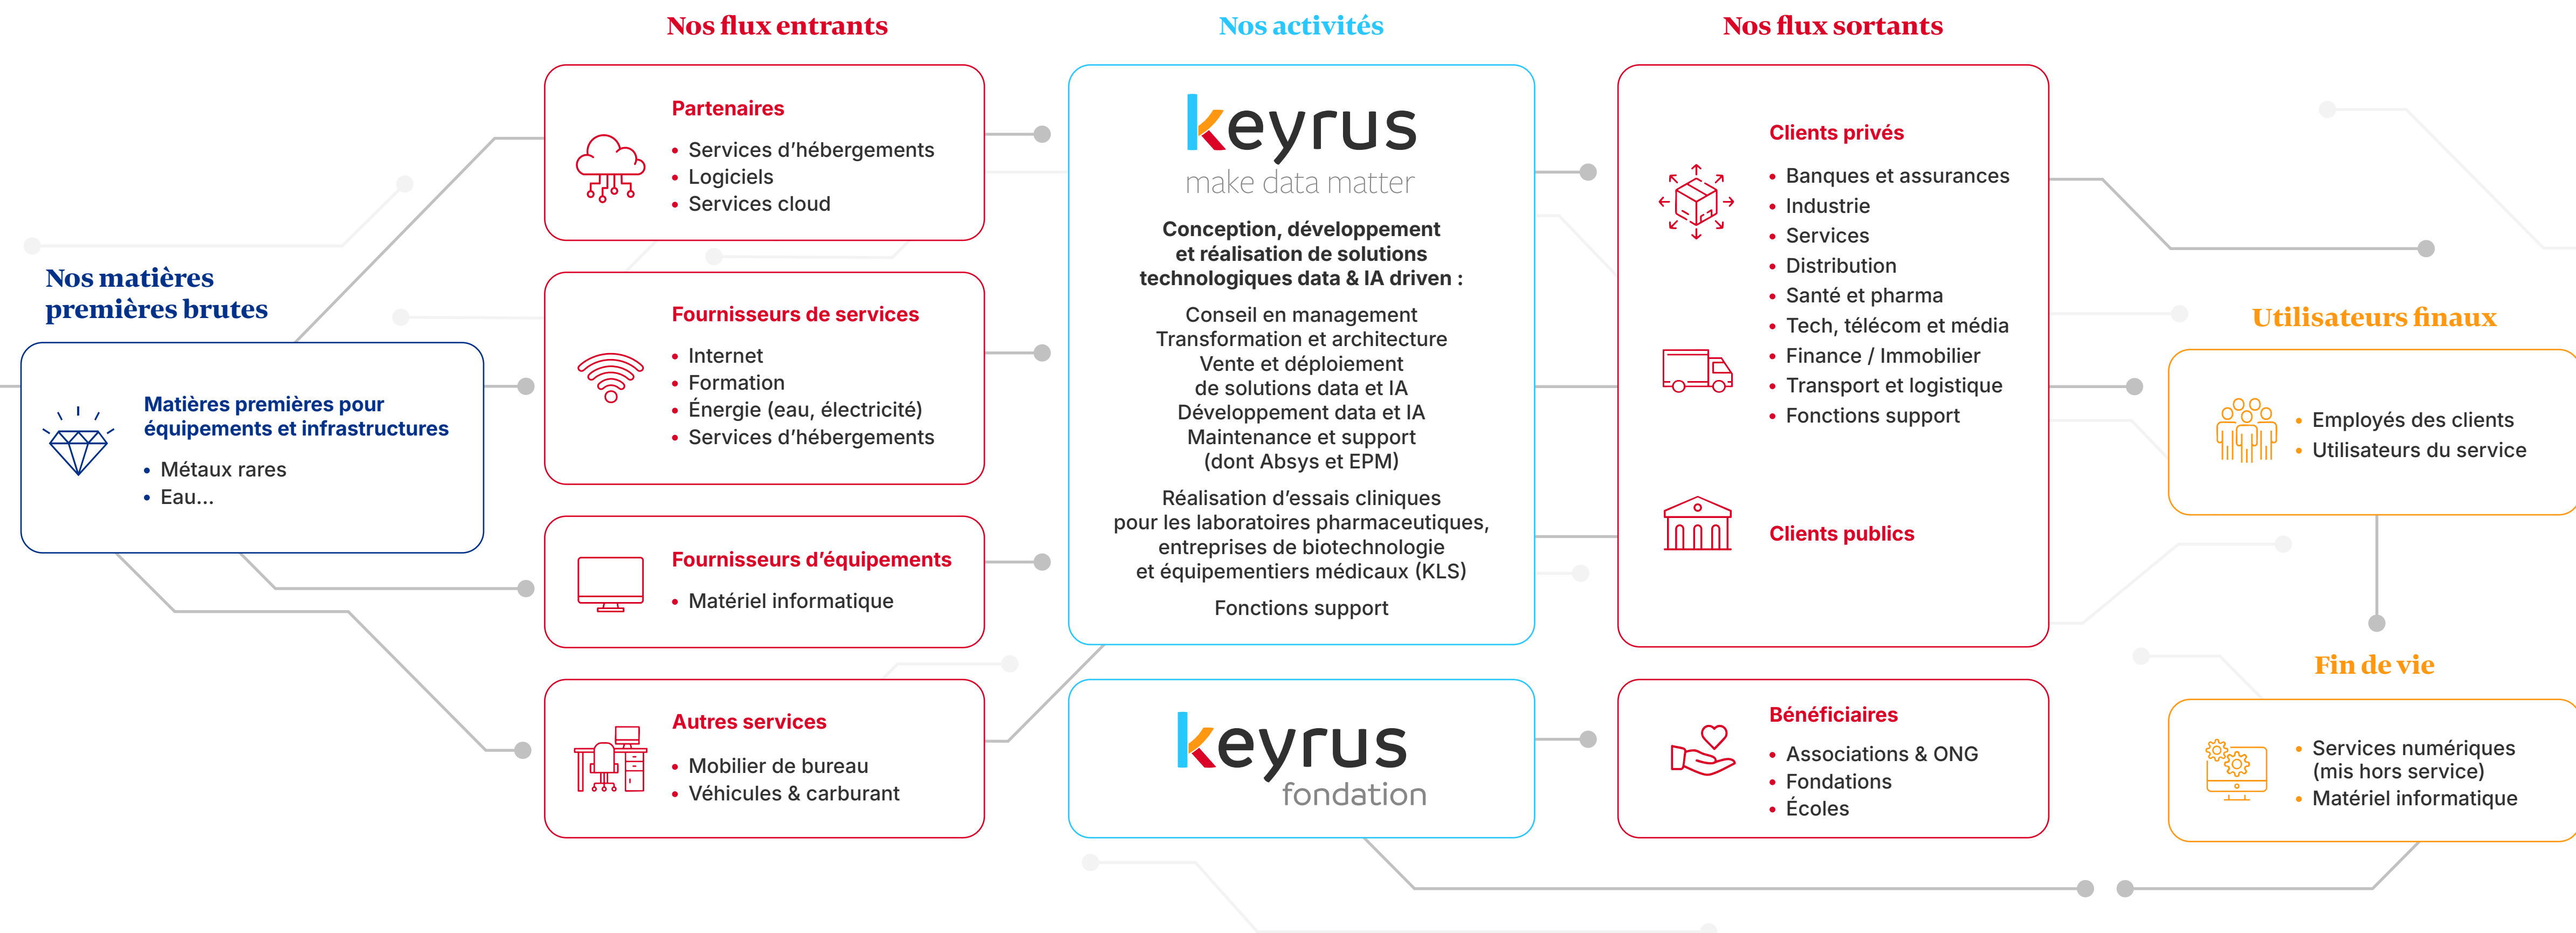 Nos matières
premières brutes
Matières premières pour
équipements et infrastructures
• Métaux rares
• Eau...
Nos flux entrants
Partenaires
• Services d’hébergements
• Logiciels
• Services cloud
Fournisseurs de services
• Internet
• Formation
• Énergie (eau, électricité)
• Services d’hébergements
Fournisseurs d’équipements
• Matériel informatique
Autres services
• Mobilier de bureau
• Véhicules & carburant
Nos activités
keyrus
make data matter
Conception, développement
et réalisation de solutions
technologiques data & IA driven :
Conseil en management
Transformation et architecture
Vente et déploiement
de solutions data et IA
Développement data et IA
Maintenance et support
(dont Absys et EPM)
Réalisation d’essais cliniques
pour les laboratoires pharmaceutiques,
entreprises de biotechnologie
et équipementiers médicaux (KLS)
Fonctions support
keyrus
fondation
Nos flux sortants
Clients privés
• Banques et assurances
• Industrie
• Services
• Distribution
• Santé et pharma
• Tech, télécom et média
• Finance / Immobilier
• Transport et logistique
• Fonctions support
Clients publics
Bénéficiaires
• Associations & ONG
• Fondations
• Écoles
Utilisateurs finaux
• Employés des clients
• Utilisateurs du service
Fin de vie
• Services numériques
(mis hors service)
• Matériel informatique